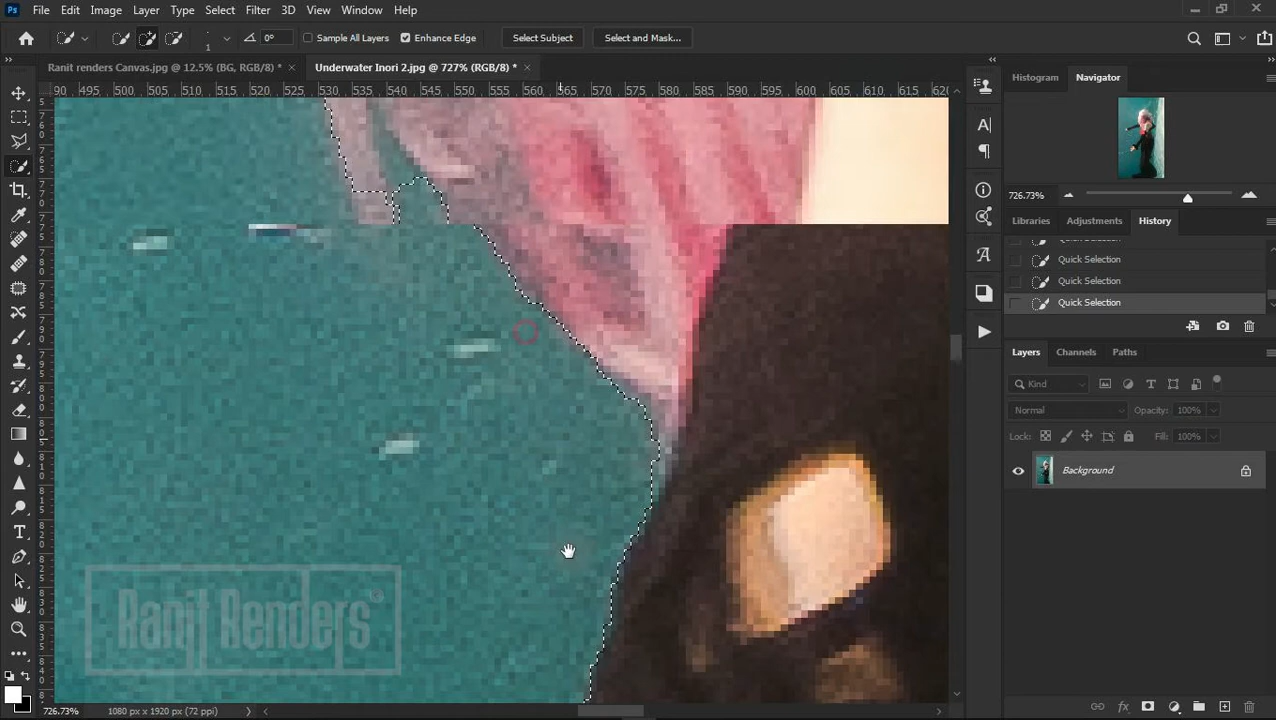 Ps File Edit Image Layer Type Select Filter 3D View Window Help
1 0° Sample All Layers Enhance Edge Select Subject Select and Mask...
Ranit renders Canvas.jpg @ 12.5% (BG, RGB/8) * × Underwater Inori 2.jpg @ 727% (RGB/8) * ×
Histogram Navigator
90 495 500 505 510 515 520 525 530 535 540 545 550 555 560 565 570 575 580 585 590 595 600 605 610 615 620
726.73%
Libraries Adjustments History
Quick Selection
Quick Selection
Quick Selection
Quick Selection
Layers Channels Paths
Kind
Normal Opacity: 100%
Lock: Fill: 100%
Background
Ranit Renders ®
726.73% 1080 px x 1920 px (72 ppi)